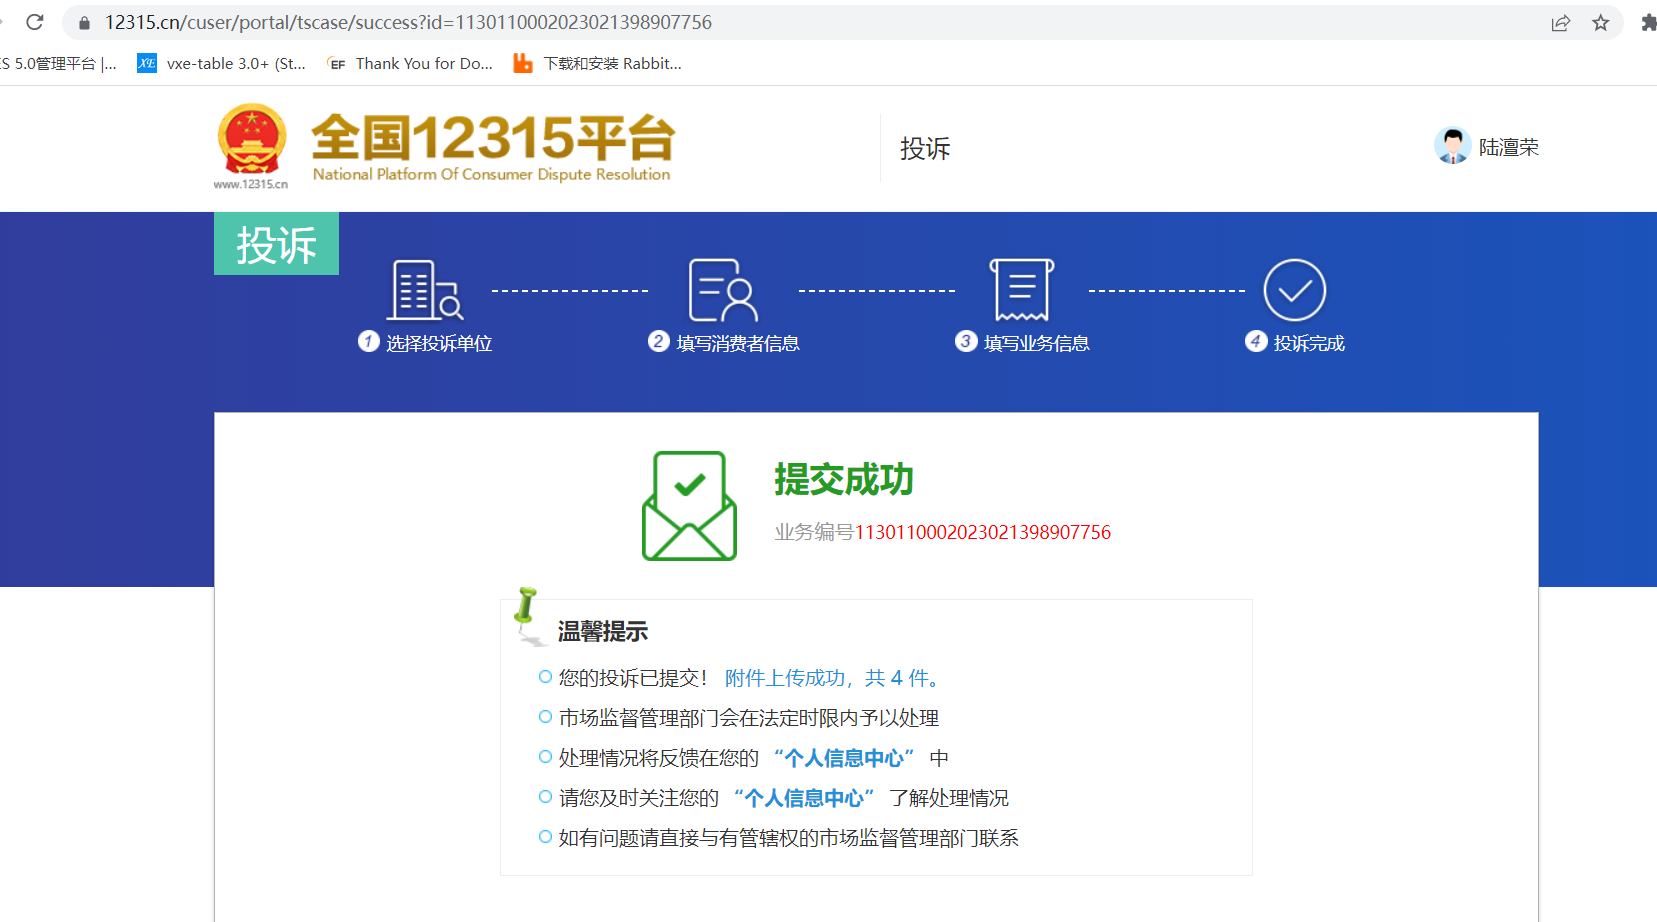 12315.cn/cuser/portal/tscase/success?id=1130110002023021398907756
ES 5.0管理平台 |... vxe-table 3.0+ (St... Thank You for Do... 下载和安装 Rabbit...
全国12315平台
National Platform Of Consumer Dispute Resolution
www.12315.cn
投诉
陆澶荣
投诉
1 选择投诉单位
2 填写消费者信息
3 填写业务信息
4 投诉完成
提交成功
业务编号1130110002023021398907756
温馨提示
您的投诉已提交！ 附件上传成功，共 4 件。
市场监督管理部门会在法定时限内予以处理
处理情况将反馈在您的 “个人信息中心” 中
请您及时关注您的 “个人信息中心” 了解处理情况
如有问题请直接与有管辖权的市场监督管理部门联系